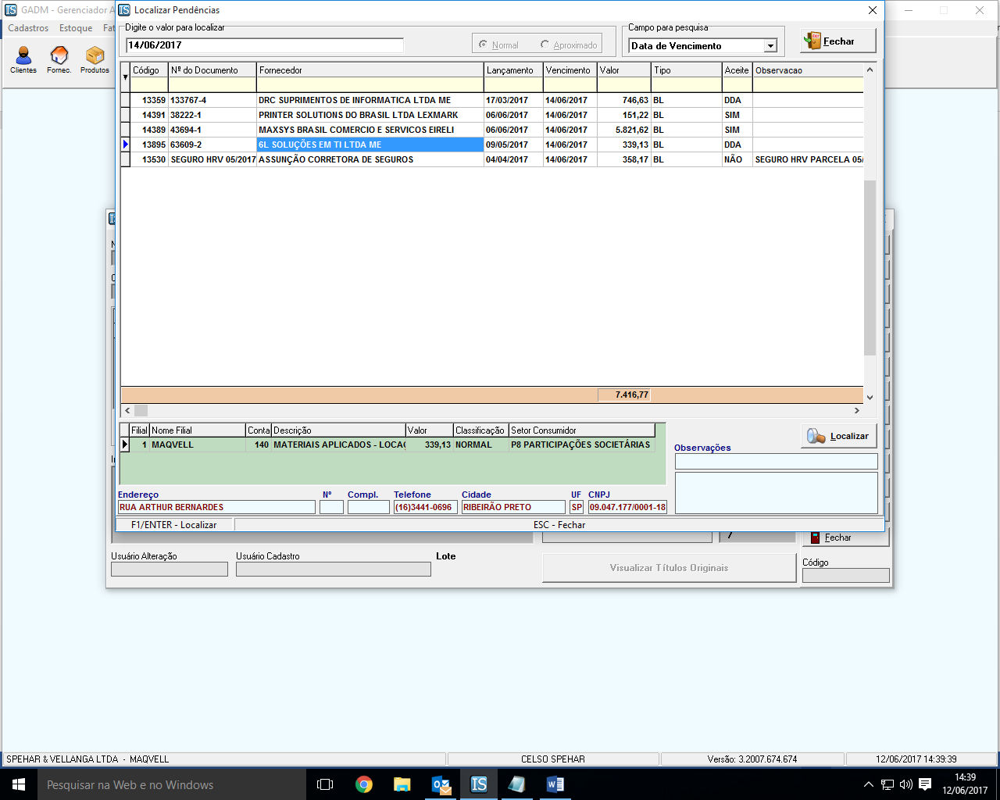 GADM - Gerenciador A
Localizar Pendências
Cadastros Estoque Fat
Clientes Fornec. Produtos
Digite o valor para localizar
14/06/2017
Normal Aproximado
Campo para pesquisa
Data de Vencimento
Fechar
Código Nº do Documento Fornecedor Lançamento Vencimento Valor Tipo Aceite Observacao
13359 133767-4 DRC SUPRIMENTOS DE INFORMATICA LTDA ME 17/03/2017 14/06/2017 746,63 BL DDA
14391 38222-1 PRINTER SOLUTIONS DO BRASIL LTDA LEXMARK 06/06/2017 14/06/2017 151,22 BL SIM
14389 43694-1 MAXSYS BRASIL COMERCIO E SERVICOS EIRELI 06/06/2017 14/06/2017 5.821,62 BL SIM
13895 63609-2 6L SOLUÇÕES EM TI LTDA ME 09/05/2017 14/06/2017 339,13 BL DDA
13530 SEGURO HRV 05/2017 ASSUNÇÃO CORRETORA DE SEGUROS 04/04/2017 14/06/2017 358,17 BL NÃO SEGURO HRV PARCELA 05/
7.416,77
Filial Nome Filial Conta Descrição Valor Classificação Setor Consumidor
1 MAQVELL 140 MATERIAIS APLICADOS - LOCAÇ 339,13 NORMAL P8 PARTICIPAÇÕES SOCIETÁRIAS
Localizar
Observações
Endereço Nº Compl. Telefone Cidade UF CNPJ
RUA ARTHUR BERNARDES (16)3441-0696 RIBEIRÃO PRETO SP 09.047.177/0001-18
F1/ENTER - Localizar ESC - Fechar
Fechar
Usuário Alteração Usuário Cadastro Lote
Visualizar Títulos Originais
Código
SPEHAR & VELLANGA LTDA - MAQVELL CELSO SPEHAR Versão: 3.2007.674.674 12/06/2017 14:39:39
Pesquisar na Web e no Windows
14:39
12/06/2017